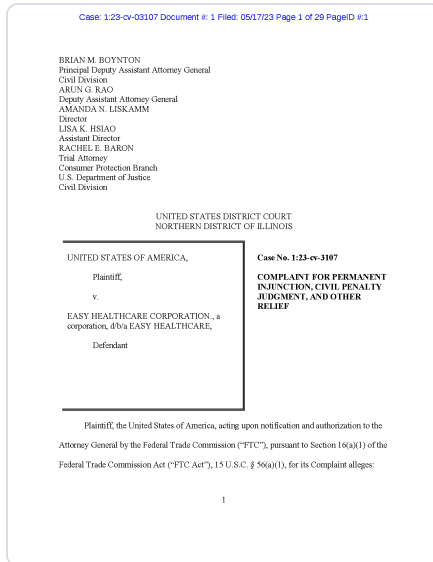 Case: 1:23-cv-03107 Document #: 1 Filed: 05/17/23 Page 1 of 29 PageID #:1
BRIAN M. BOYNTON
Principal Deputy Assistant Attorney General
Civil Division
ARUN G. RAO
Deputy Assistant Attorney General
AMANDA N. LISKAMM
Director
LISA K. HSIAO
Assistant Director
RACHEL E. BARON
Trial Attorney
Consumer Protection Branch
U.S. Department of Justice
Civil Division
UNITED STATES DISTRICT COURT
NORTHERN DISTRICT OF ILLINOIS
UNITED STATES OF AMERICA,
Plaintiff,
v.
EASY HEALTHCARE CORPORATION., a
corporation, d/b/a EASY HEALTHCARE,
Defendant
Case No. 1:23-cv-3107
COMPLAINT FOR PERMANENT
INJUNCTION, CIVIL PENALTY
JUDGMENT, AND OTHER
RELIEF
Plaintiff, the United States of America, acting upon notification and authorization to the
Attorney General by the Federal Trade Commission (“FTC”), pursuant to Section 16(a)(1) of the
Federal Trade Commission Act (“FTC Act”), 15 U.S.C. § 56(a)(1), for its Complaint alleges:
1